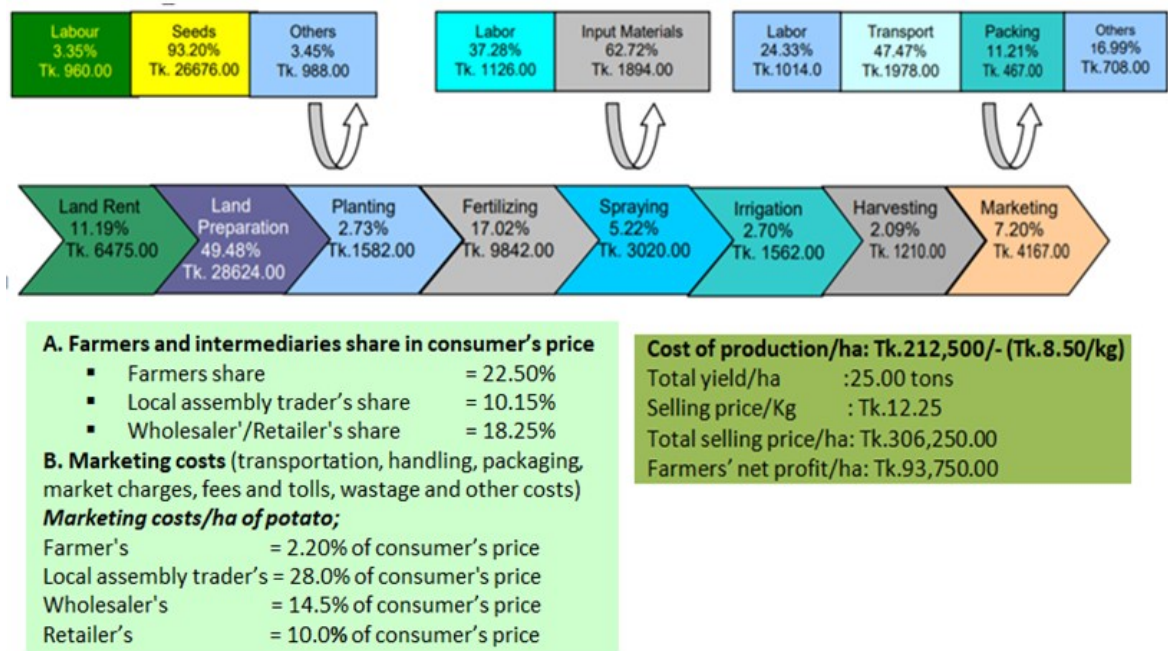 Labour
3.35%
Tk. 960.00
Seeds
93.20%
Tk. 26676.00
Others
3.45%
Tk. 988.00
Labor
37.28%
Tk. 1126.00
Input Materials
62.72%
Tk. 1894.00
Labor
24.33%
Tk.1014.0
Transport
47.47%
Tk.1978.00
Packing
11.21%
Tk. 467.00
Others
16.99%
Tk.708.00
Land Rent
11.19%
Tk. 6475.00
Land
Preparation
49.48%
Tk. 28624.00
Planting
2.73%
Tk.1582.00
Fertilizing
17.02%
Tk. 9842.00
Spraying
5.22%
Tk. 3020.00
Irrigation
2.70%
Tk. 1562.00
Harvesting
2.09%
Tk. 1210.00
Marketing
7.20%
Tk. 4167.00
A. Farmers and intermediaries share in consumer’s price
▪ Farmers share = 22.50%
▪ Local assembly trader’s share = 10.15%
▪ Wholesaler'/Retailer's share = 18.25%
B. Marketing costs (transportation, handling, packaging,
market charges, fees and tolls, wastage and other costs)
Marketing costs/ha of potato;
Farmer's = 2.20% of consumer’s price
Local assembly trader’s = 28.0% of consumer's price
Wholesaler's = 14.5% of consumer’s price
Retailer’s = 10.0% of consumer’s price
Cost of production/ha: Tk.212,500/- (Tk.8.50/kg)
Total yield/ha :25.00 tons
Selling price/Kg : Tk.12.25
Total selling price/ha: Tk.306,250.00
Farmers’ net profit/ha: Tk.93,750.00